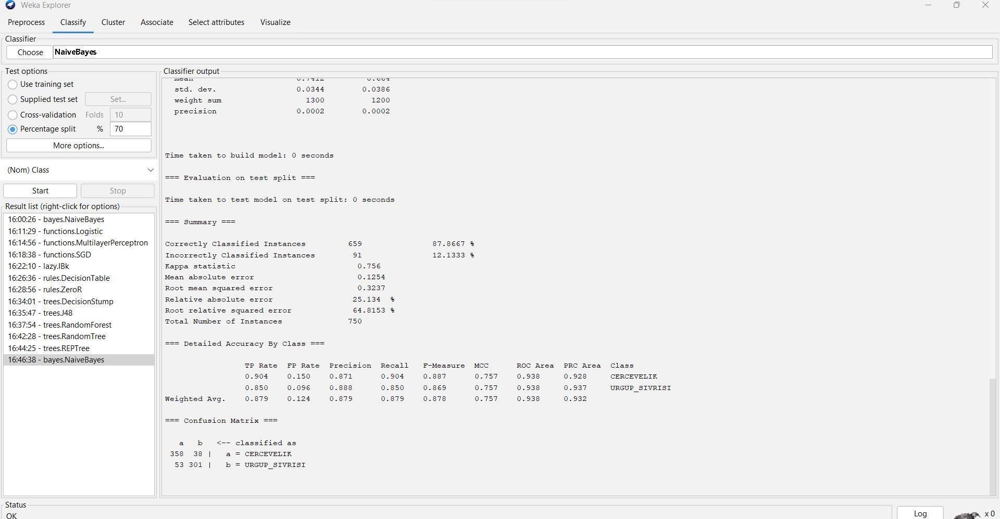 Weka Explorer
Preprocess Classify Cluster Associate Select attributes Visualize
Classifier
Choose NaiveBayes
Test options
Use training set
Supplied test set Set...
Cross-validation Folds 10
Percentage split % 70
More options...
(Nom) Class
Start Stop
Result list (right-click for options)
16:00:26 - bayes.NaiveBayes
16:11:29 - functions.Logistic
16:14:56 - functions.MultilayerPerceptron
16:18:38 - functions.SGD
16:22:10 - lazy.IBk
16:26:36 - rules.DecisionTable
16:28:56 - rules.ZeroR
16:34:01 - trees.DecisionStump
16:35:47 - trees.J48
16:37:54 - trees.RandomForest
16:42:28 - trees.RandomTree
16:44:25 - trees.REPTree
16:46:38 - bayes.NaiveBayes
Classifier output
mean 0.7412 0.664
std. dev. 0.0344 0.0386
weight sum 1300 1200
precision 0.0002 0.0002
Time taken to build model: 0 seconds
=== Evaluation on test split ===
Time taken to test model on test split: 0 seconds
=== Summary ===
Correctly Classified Instances 659 87.8667 %
Incorrectly Classified Instances 91 12.1333 %
Kappa statistic 0.756
Mean absolute error 0.1254
Root mean squared error 0.3237
Relative absolute error 25.134 %
Root relative squared error 64.8153 %
Total Number of Instances 750
=== Detailed Accuracy By Class ===
TP Rate FP Rate Precision Recall F-Measure MCC ROC Area PRC Area Class
0.904 0.150 0.871 0.904 0.887 0.757 0.938 0.928 CERCEVELIK
0.850 0.096 0.888 0.850 0.869 0.757 0.938 0.937 URGUP_SIVRISI
Weighted Avg. 0.879 0.124 0.879 0.879 0.878 0.757 0.938 0.932
=== Confusion Matrix ===
a b <-- classified as
358 38 | a = CERCEVELIK
53 301 | b = URGUP_SIVRISI
Status
OK
Log
x 0